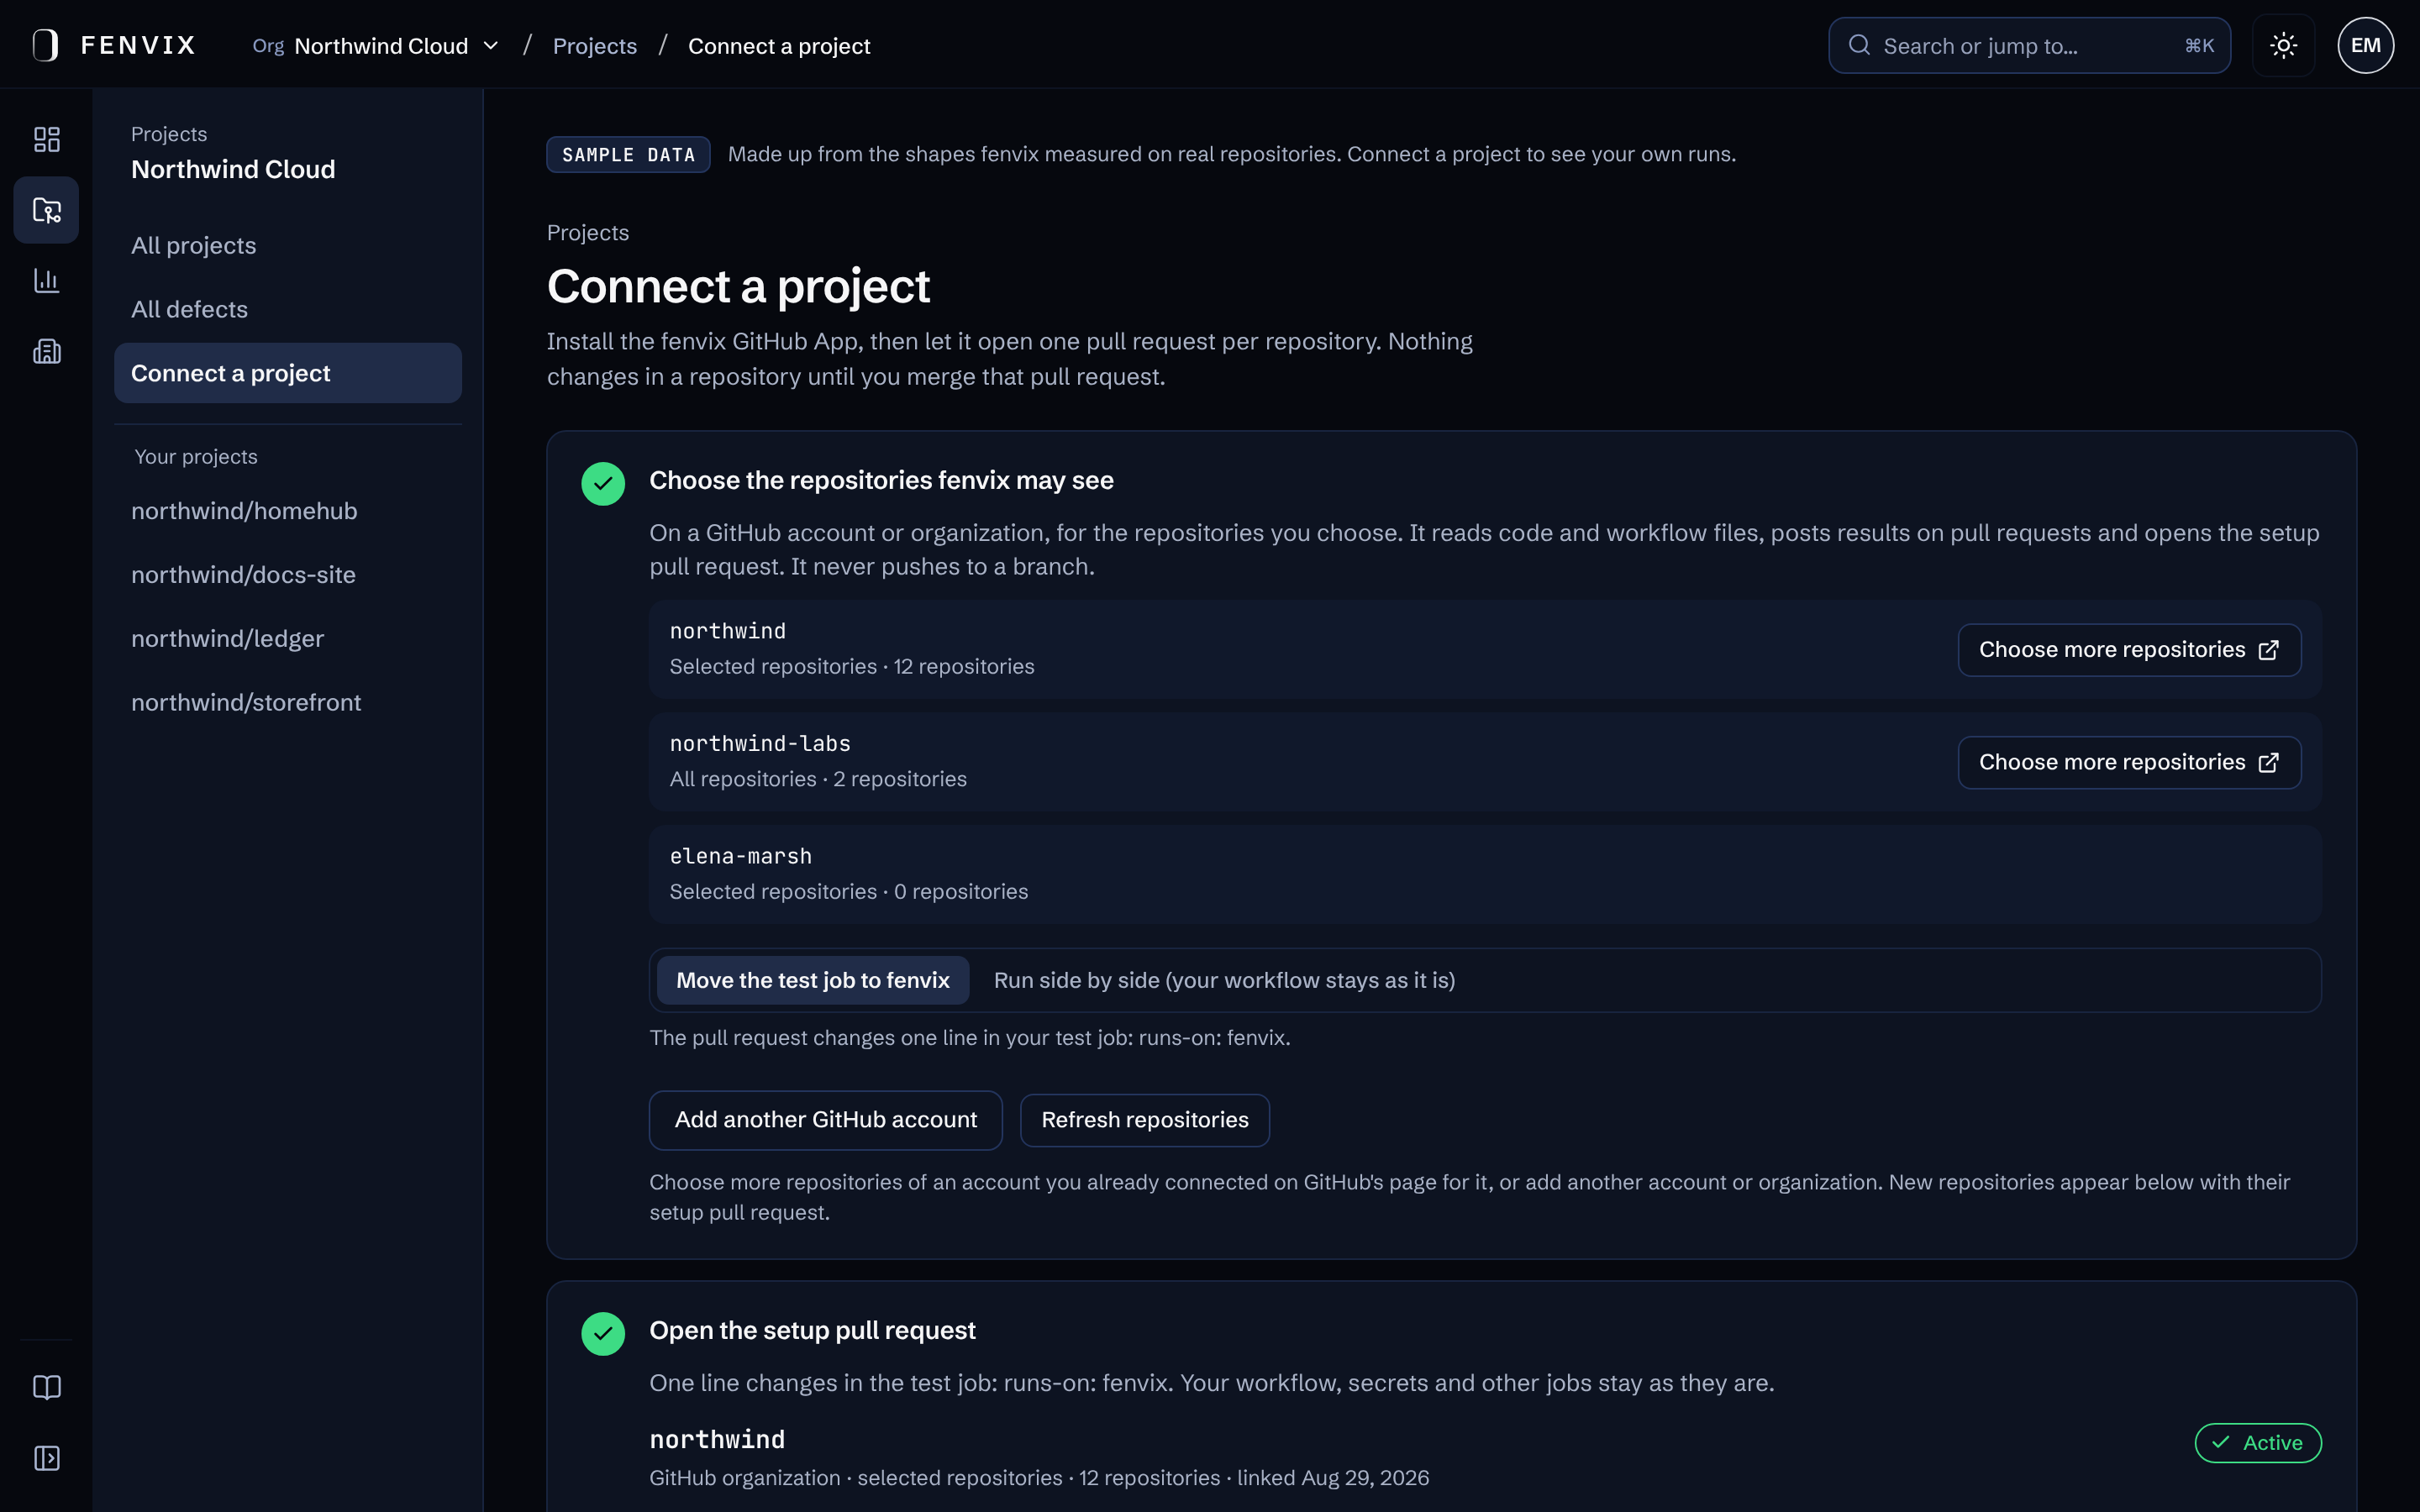 FENVIX
Org Northwind Cloud / Projects / Connect a project
Search or jump to... ⌘K
EM
Projects
Northwind Cloud
All projects
All defects
Connect a project
Your projects
northwind/homehub
northwind/docs-site
northwind/ledger
northwind/storefront
SAMPLE DATA Made up from the shapes fenvix measured on real repositories. Connect a project to see your own runs.
Projects
Connect a project
Install the fenvix GitHub App, then let it open one pull request per repository. Nothing
changes in a repository until you merge that pull request.
Choose the repositories fenvix may see
On a GitHub account or organization, for the repositories you choose. It reads code and workflow files, posts results on pull requests and opens the setup
pull request. It never pushes to a branch.
northwind
Selected repositories · 12 repositories
Choose more repositories
northwind-labs
All repositories · 2 repositories
Choose more repositories
elena-marsh
Selected repositories · 0 repositories
Move the test job to fenvix Run side by side (your workflow stays as it is)
The pull request changes one line in your test job: runs-on: fenvix.
Add another GitHub account Refresh repositories
Choose more repositories of an account you already connected on GitHub's page for it, or add another account or organization. New repositories appear below with their
setup pull request.
Open the setup pull request
One line changes in the test job: runs-on: fenvix. Your workflow, secrets and other jobs stay as they are.
northwind
GitHub organization · selected repositories · 12 repositories · linked Aug 29, 2026
Active